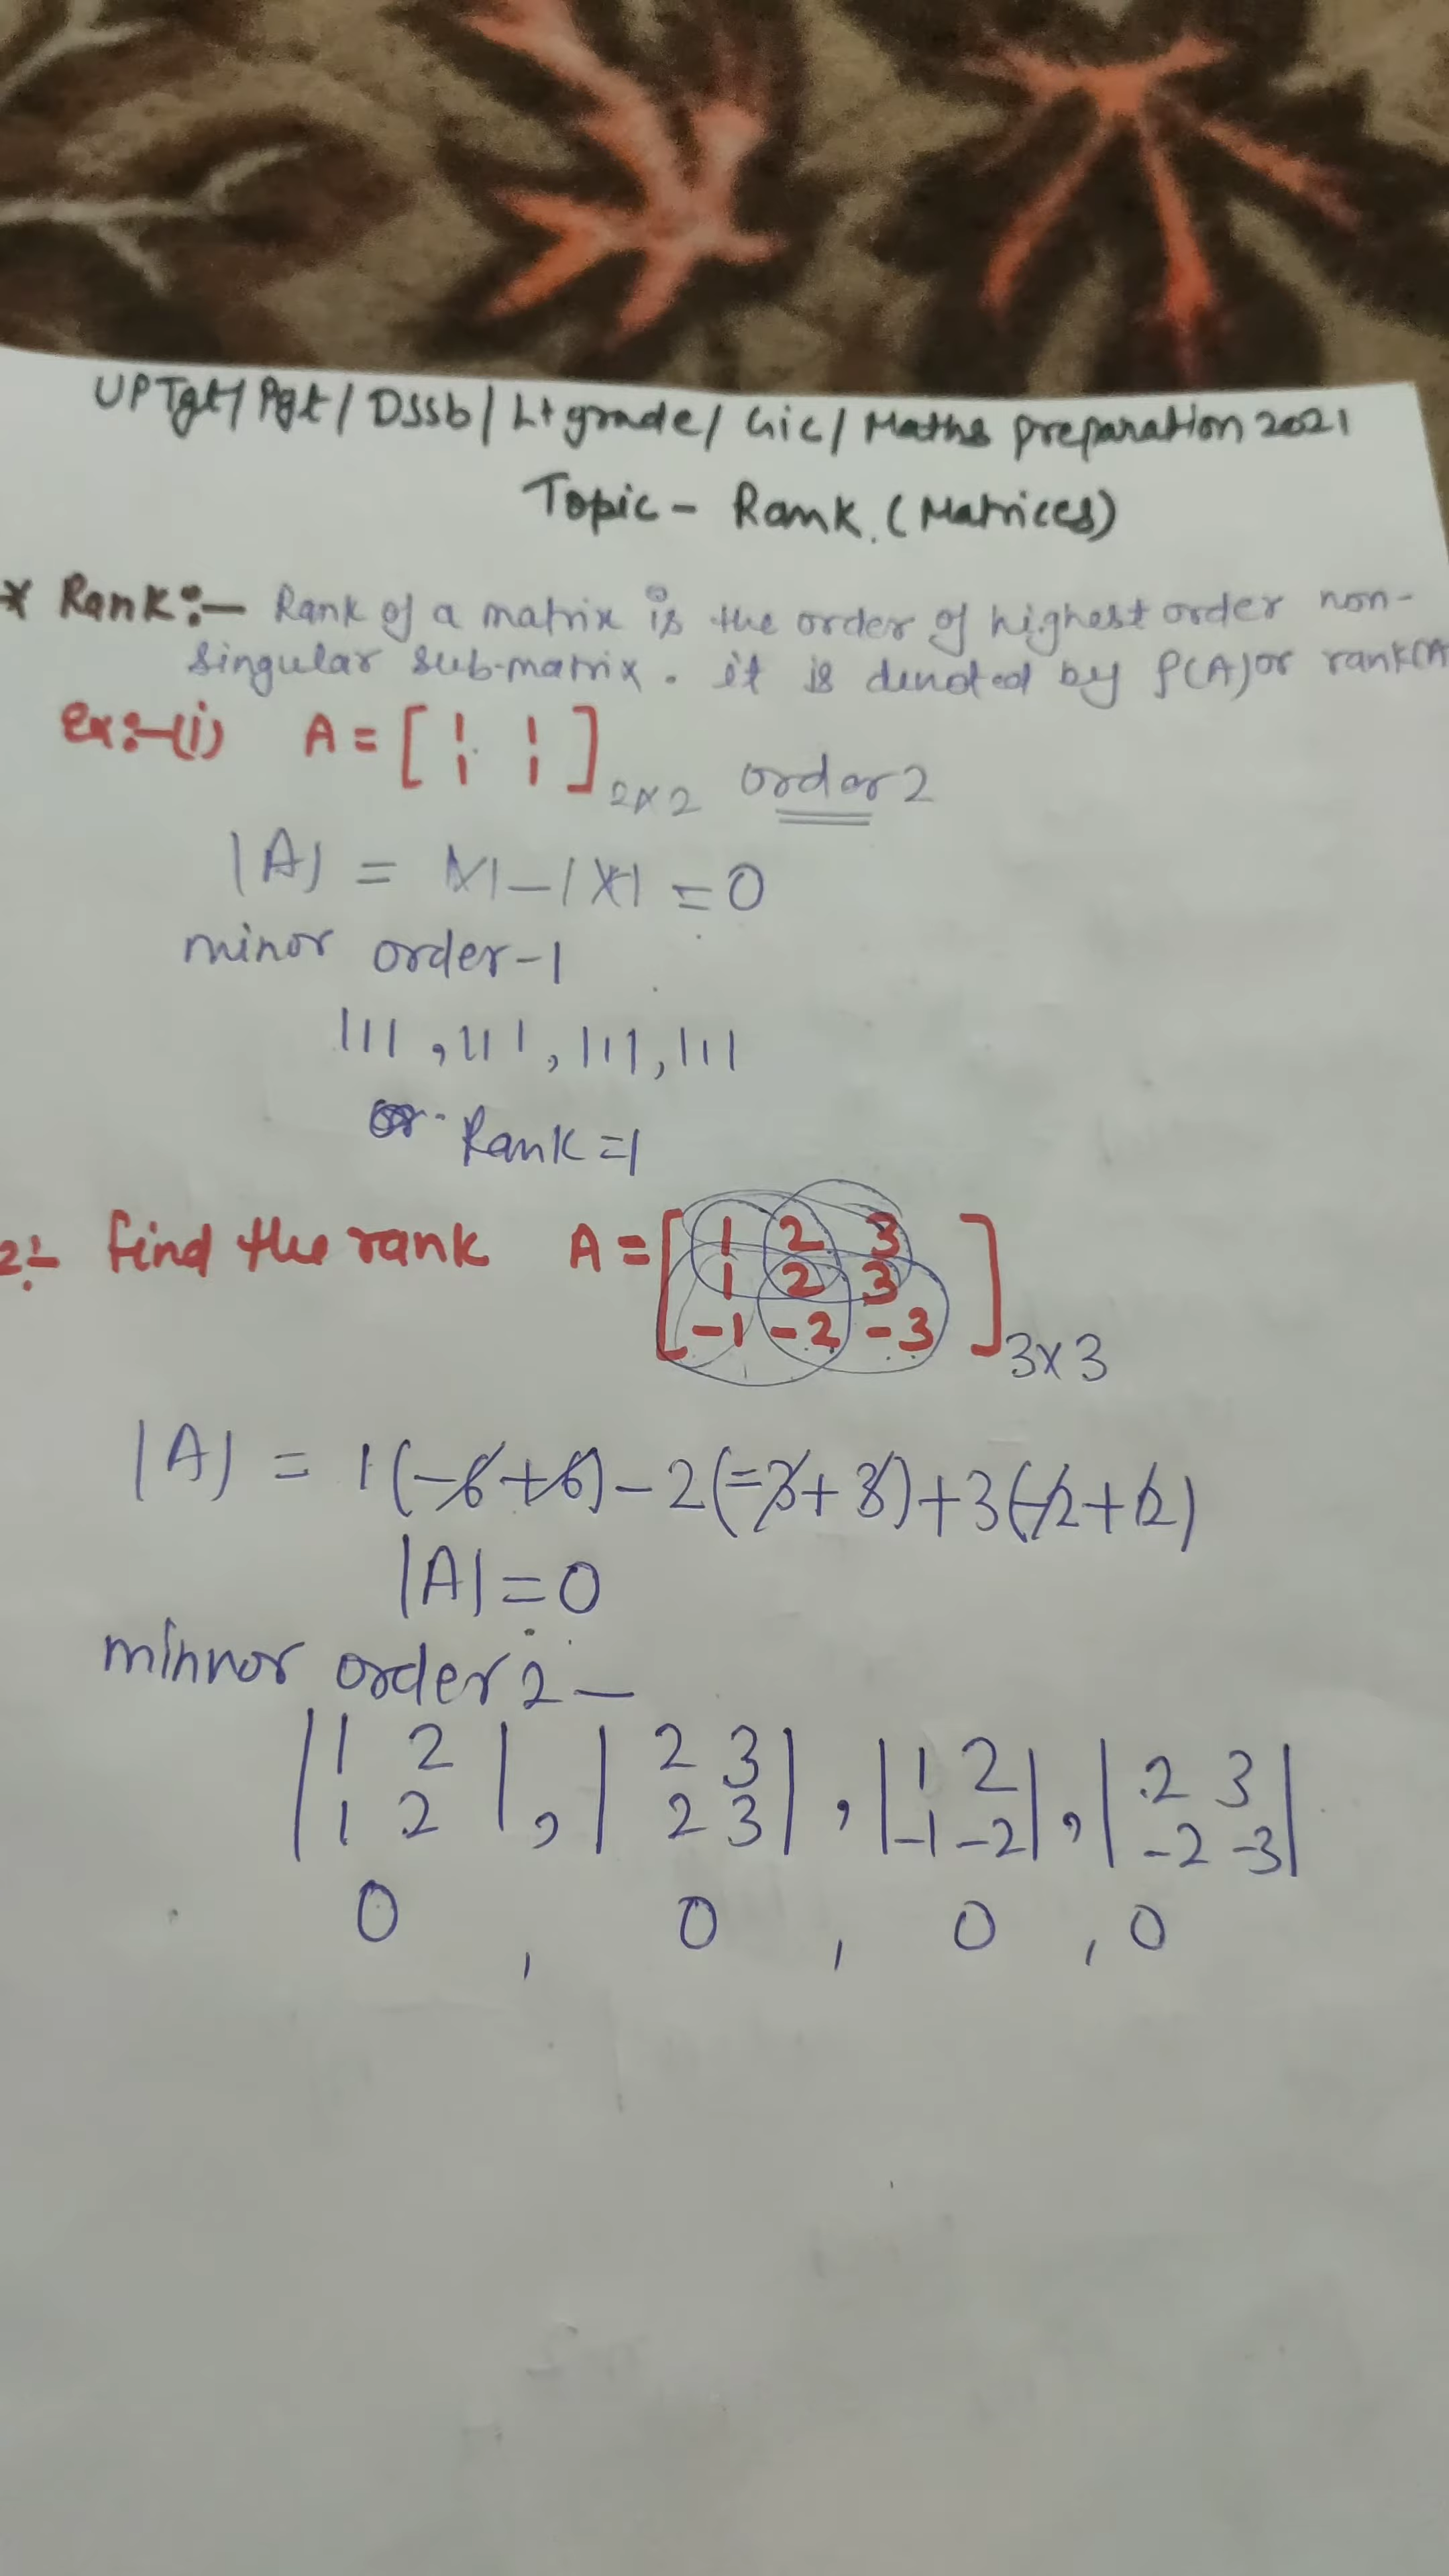 UP Tgt/Pgt/Dssb/Lt grade/Gic/Maths preparation 2021
Topic - Rank. (Matrices)
* Rank:- Rank of a matrix is the order of highest order non-
singular sub-matrix. it is denoted by ρ(A) or rank(A
Ex:-(i) A = [ 1 1 ]
1 1 2×2 order 2
|A| = 1×1 - 1×1 = 0
minor order-1
|1|, |1|, |1|, |1|
Rank=1
2:- find the rank A = [ 1 2 3 ]
1 2 3
-1 -2 -3 3×3
|A| = 1(-6+6) - 2(-3+3) + 3(-2+2)
|A| = 0
minnor order 2 -
|1 2|, |2 3|, |1 2|, |2 3|
|1 2| |2 3| |-1 -2| |-2 -3|
0 , 0 , 0 , 0